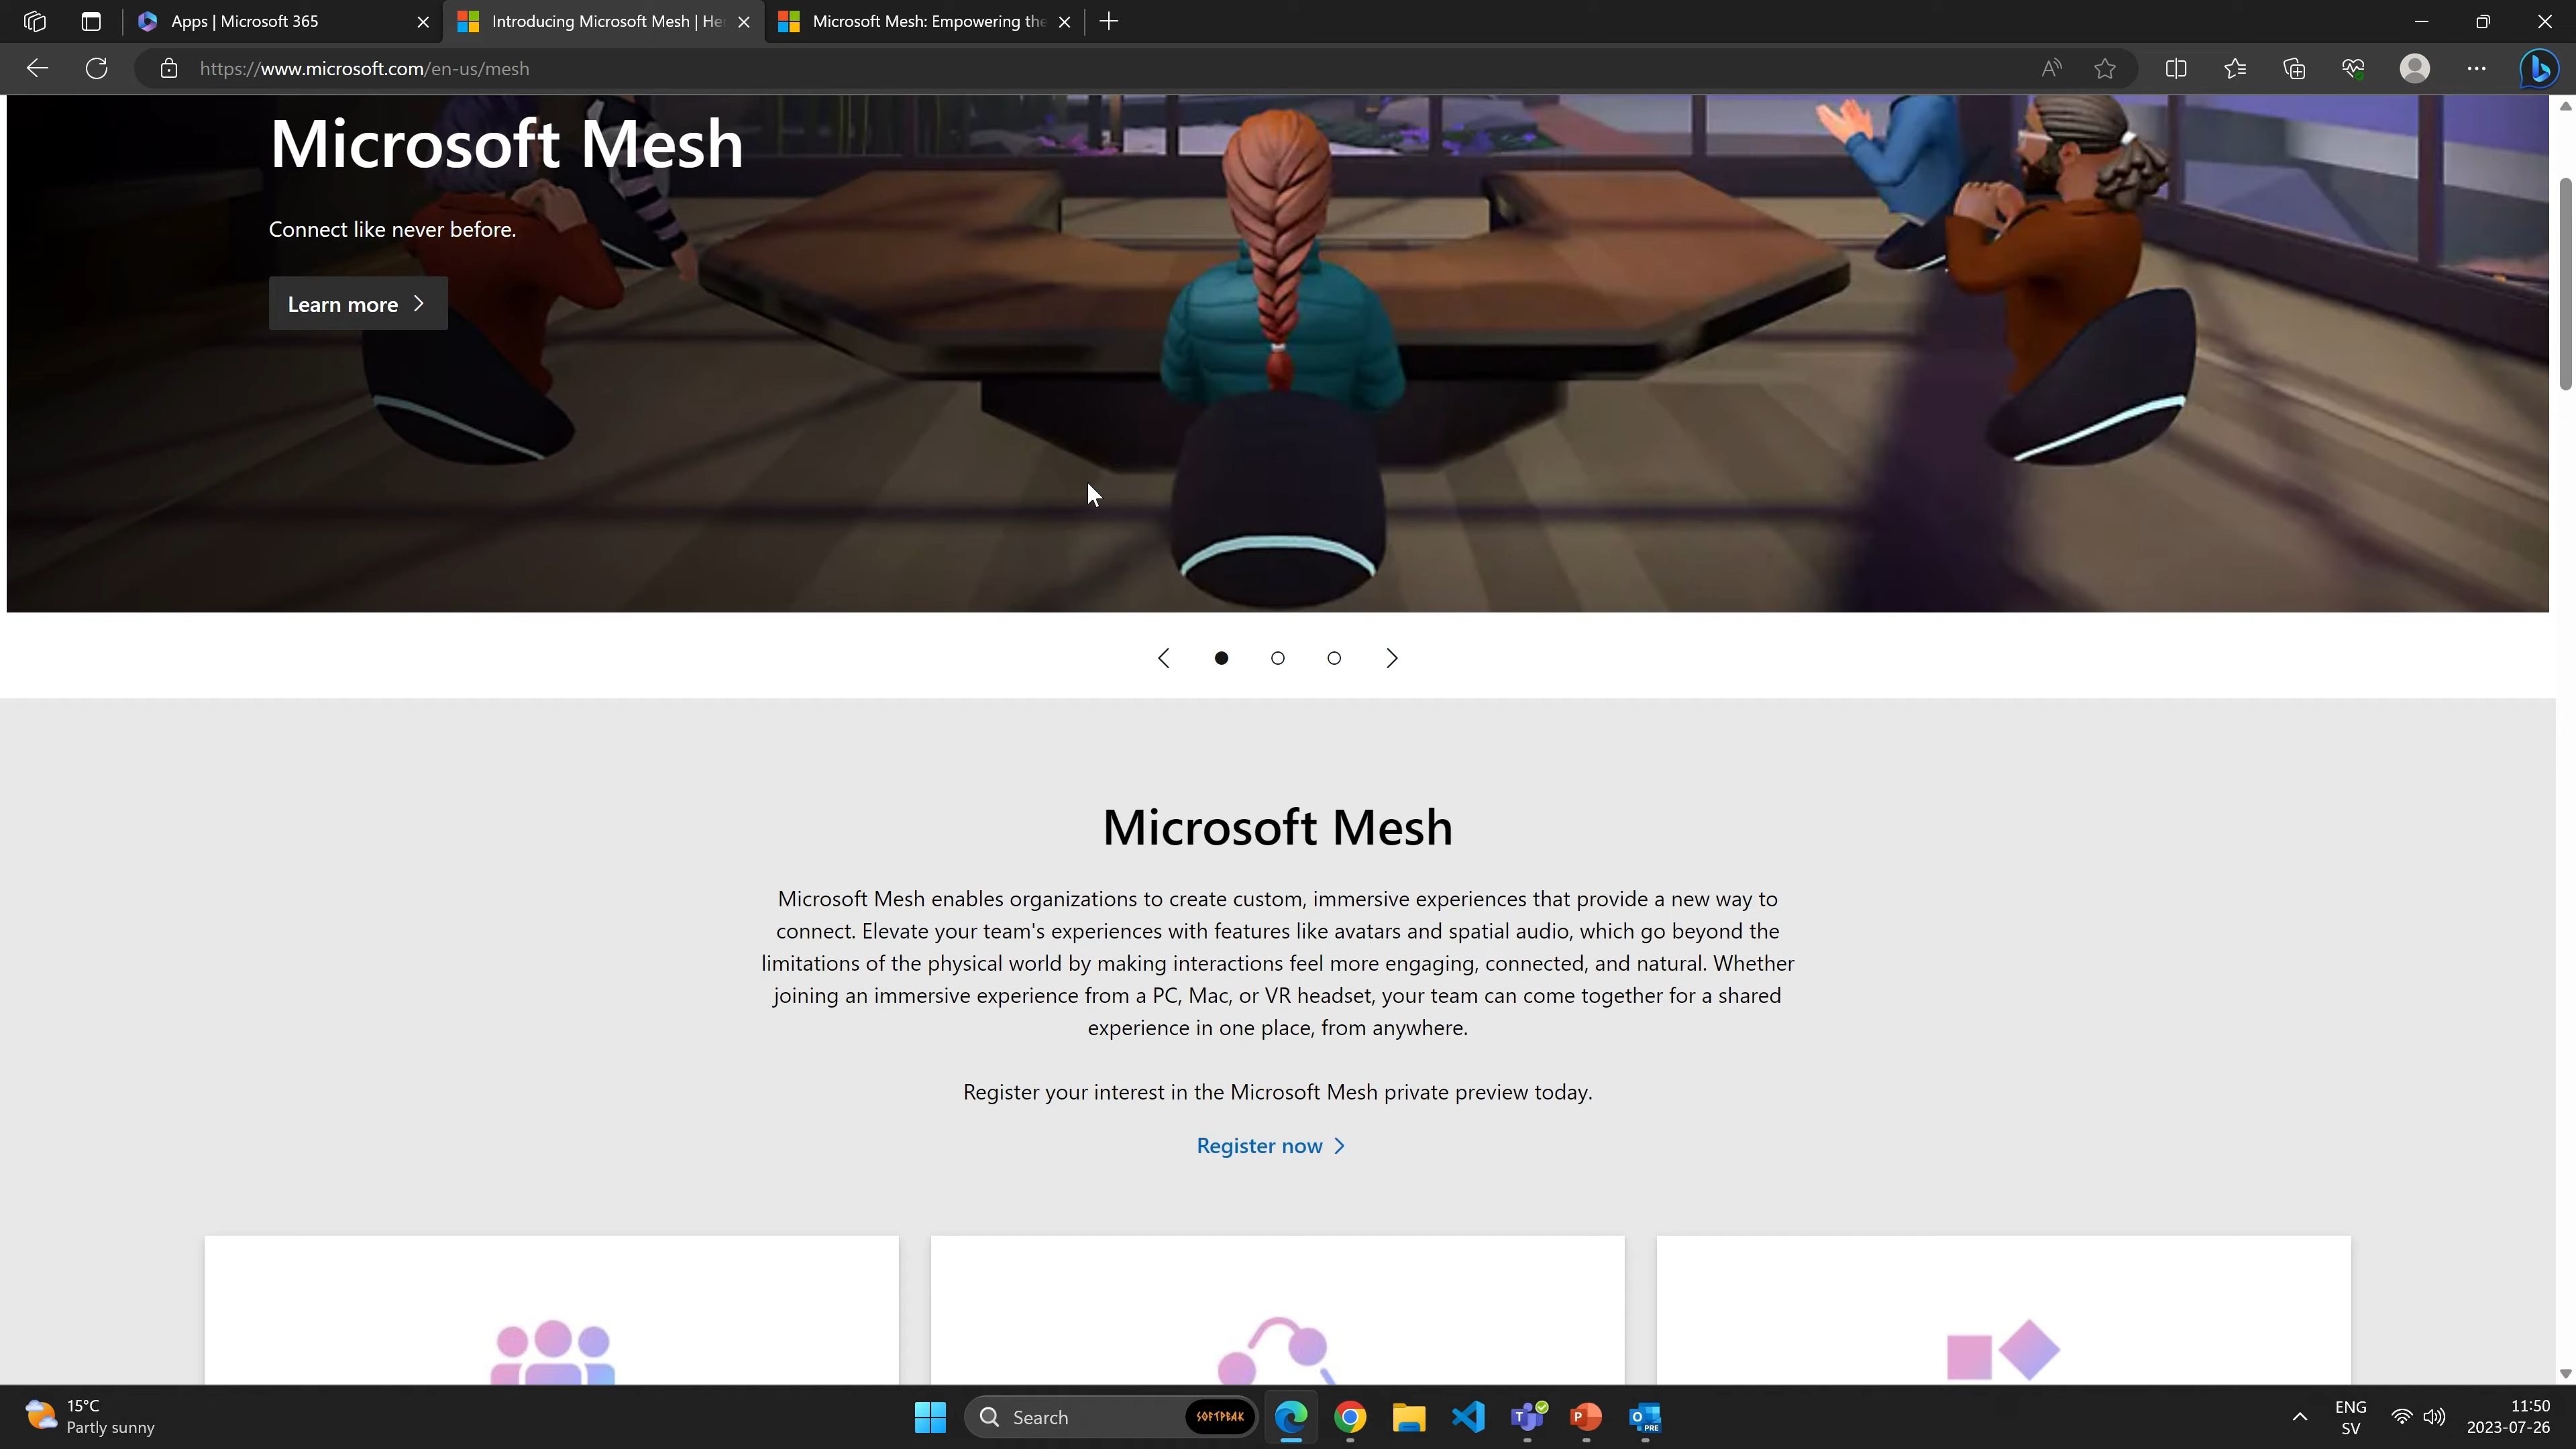 Apps | Microsoft 365
Introducing Microsoft Mesh | He
Microsoft Mesh: Empowering the
https://www.microsoft.com/en-us/mesh
Microsoft Mesh
Connect like never before.
Learn more
Microsoft Mesh
Microsoft Mesh enables organizations to create custom, immersive experiences that provide a new way to
connect. Elevate your team's experiences with features like avatars and spatial audio, which go beyond the
limitations of the physical world by making interactions feel more engaging, connected, and natural. Whether
joining an immersive experience from a PC, Mac, or VR headset, your team can come together for a shared
experience in one place, from anywhere.
Register your interest in the Microsoft Mesh private preview today.
Register now
15°C
Partly sunny
Search
SOFTPEAK
T
P
O
PRE
ENG
SV
11:50
2023-07-26